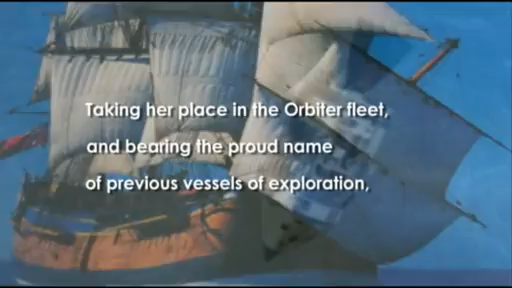 Taking her place in the Orbiter fleet,
and bearing the proud name
of previous vessels of exploration,